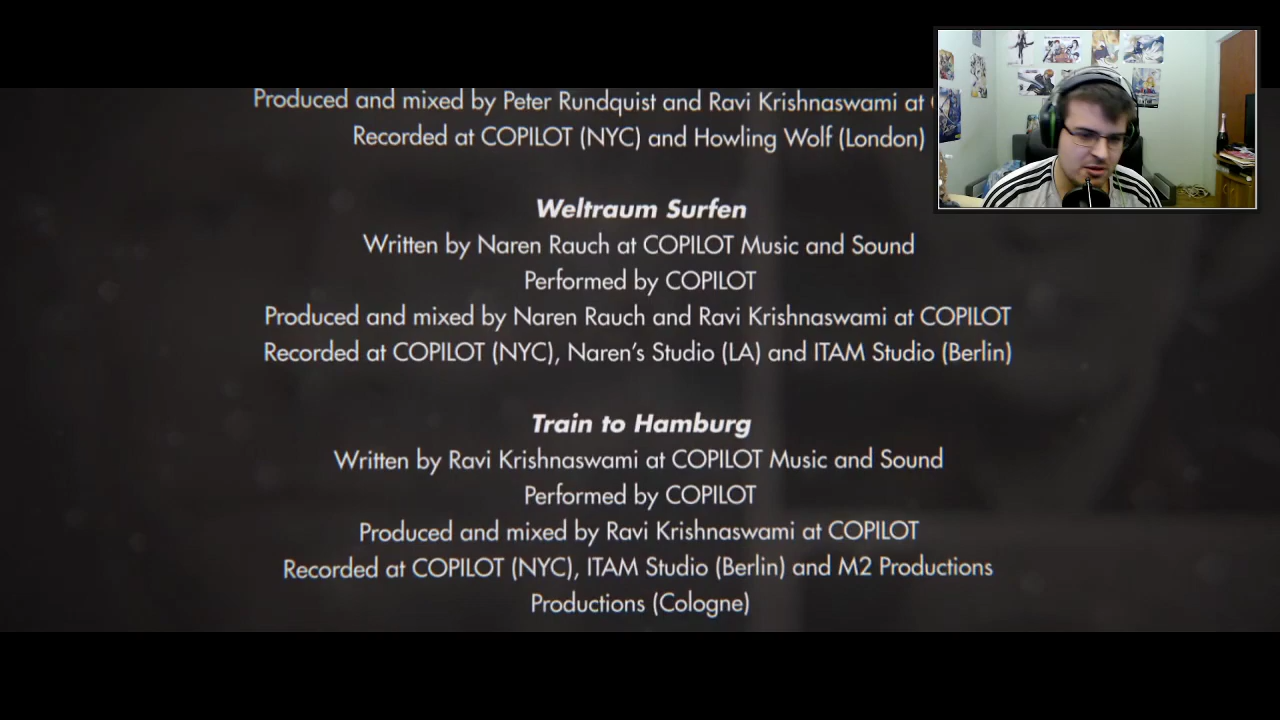 Produced and mixed by Peter Rundquist and Ravi Krishnaswami at
Recorded at COPILOT (NYC) and Howling Wolf (London)
Weltraum Surfen
Written by Naren Rauch at COPILOT Music and Sound
Performed by COPILOT
Produced and mixed by Naren Rauch and Ravi Krishnaswami at COPILOT
Recorded at COPILOT (NYC), Naren's Studio (LA) and ITAM Studio (Berlin)
Train to Hamburg
Written by Ravi Krishnaswami at COPILOT Music and Sound
Performed by COPILOT
Produced and mixed by Ravi Krishnaswami at COPILOT
Recorded at COPILOT (NYC), ITAM Studio (Berlin) and M2 Productions
Productions (Cologne)